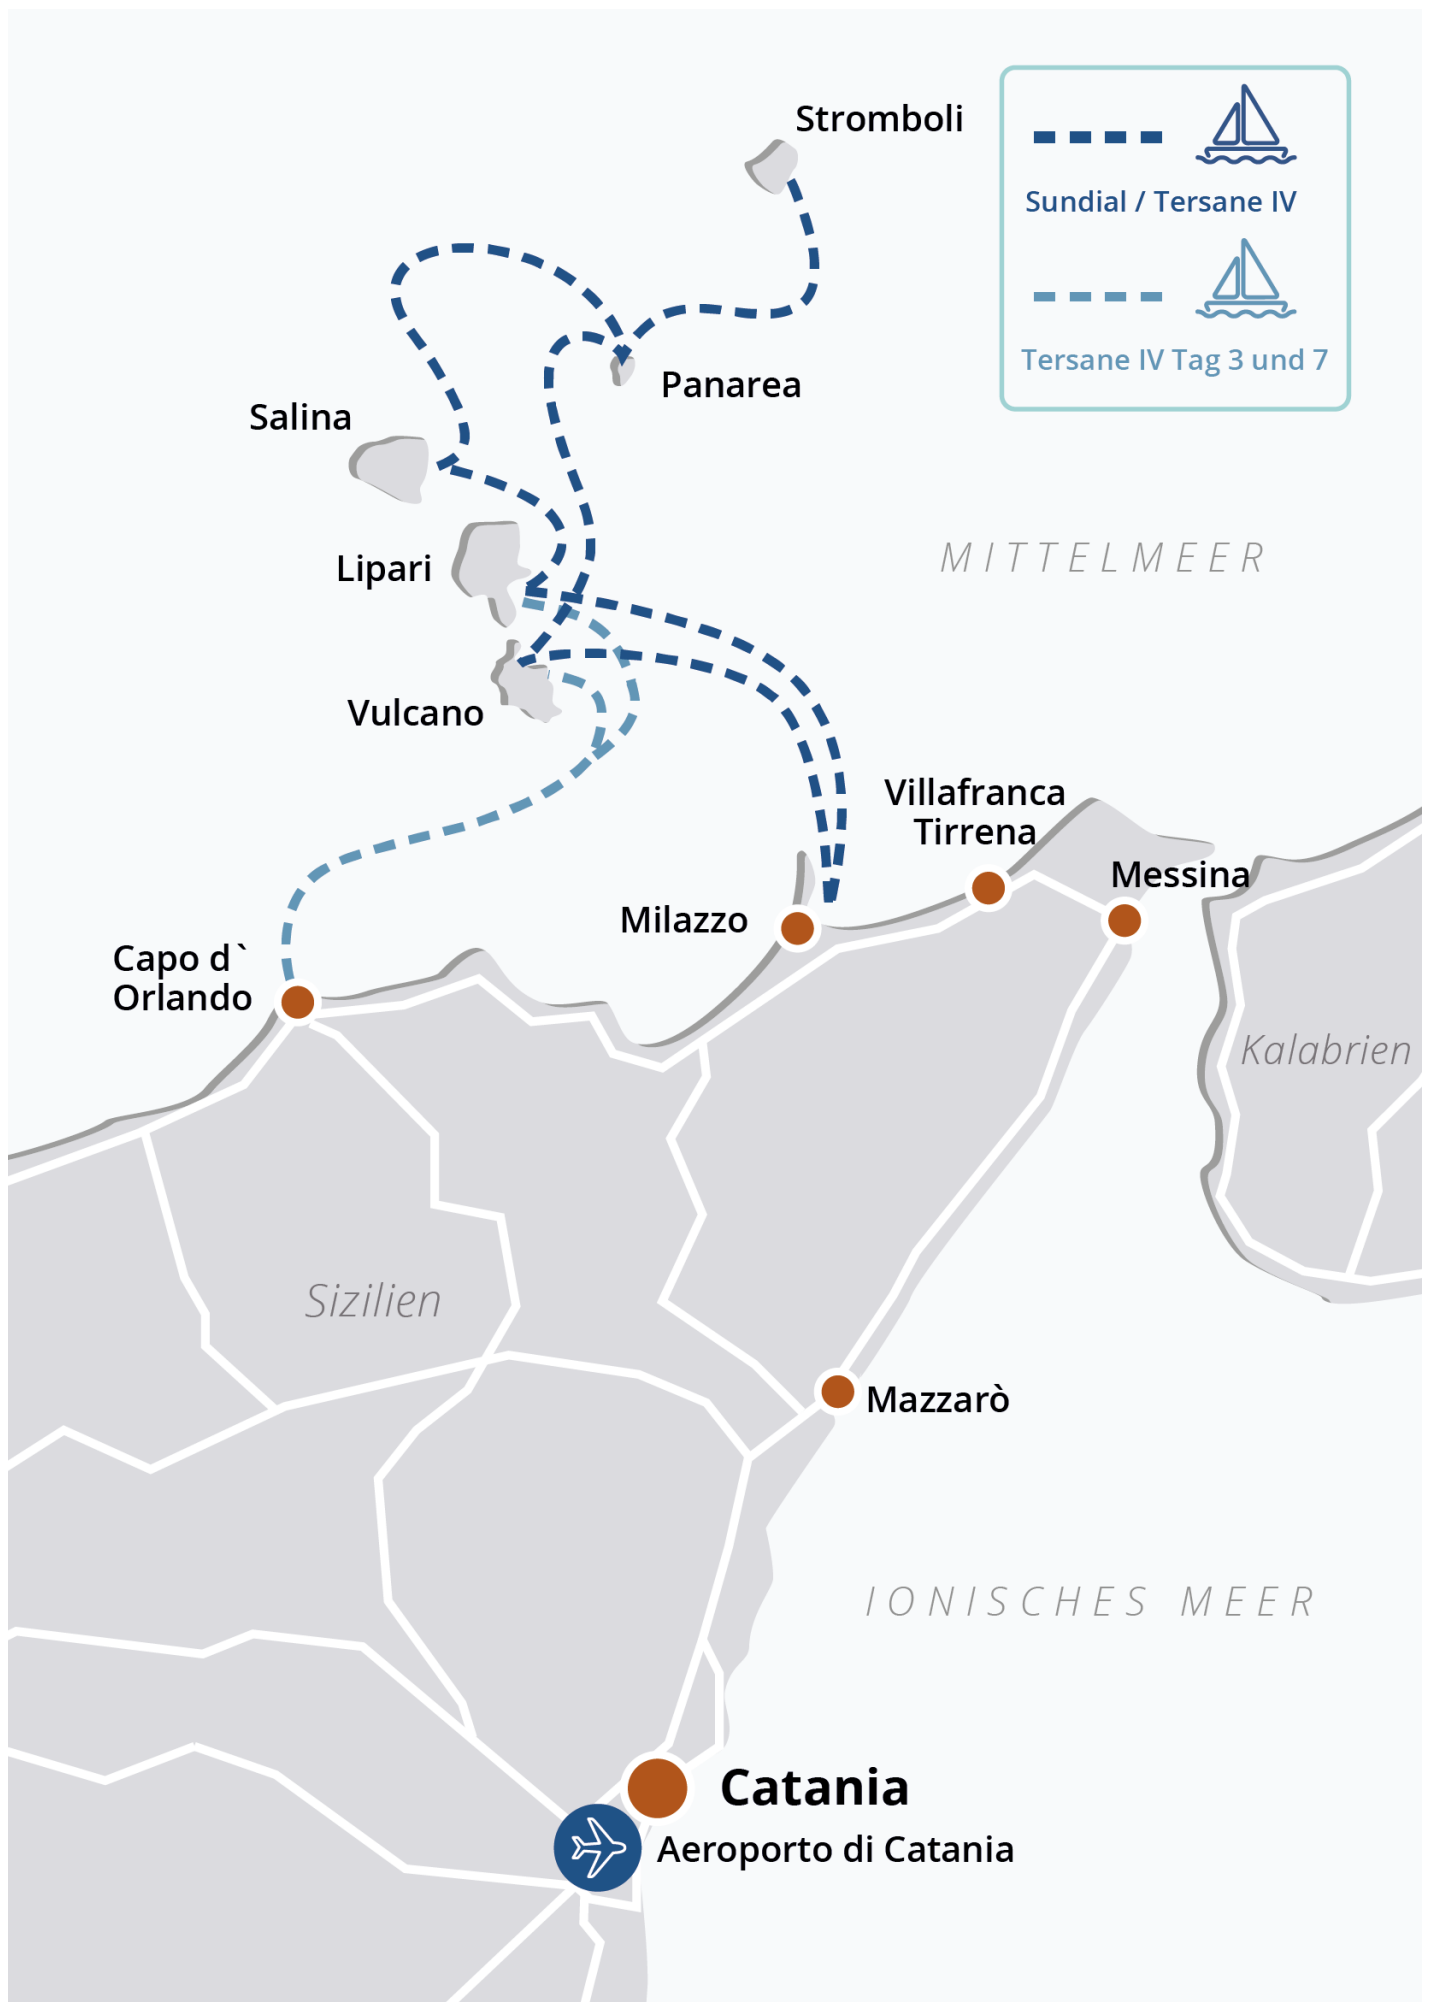 Stromboli
Sundial / Tersane IV
Tersane IV Tag 3 und 7
Panarea
Salina
MITTELMEER
Lipari
Vulcano
Villafranca
Tirrena
Messina
Milazzo
Capo d`
Orlando
Kalabrien
Sizilien
Mazzarò
IONISCHES MEER
Catania
Aeroporto di Catania